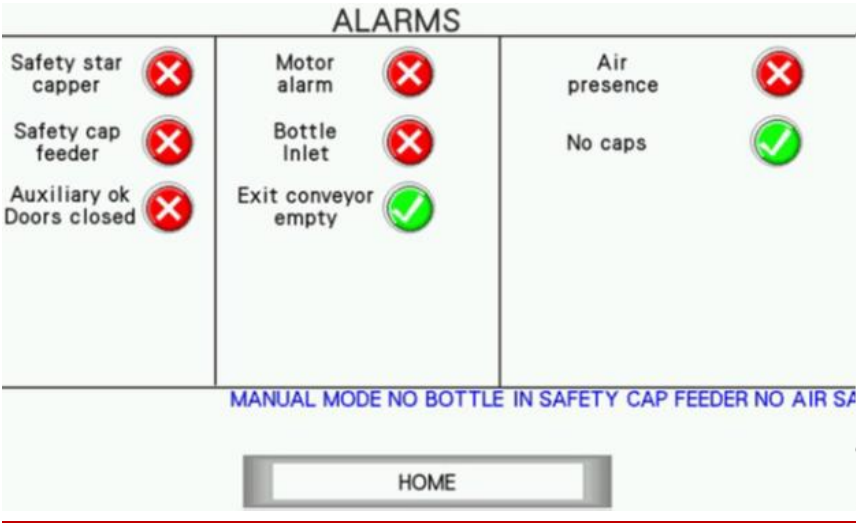 ALARMS
Safety star
capper
Safety cap
feeder
Auxiliary ok
Doors closed
Motor
alarm
Bottle
Inlet
Exit conveyor
empty
Air
presence
No caps
MANUAL MODE NO BOTTLE IN SAFETY CAP FEEDER NO AIR SA
HOME